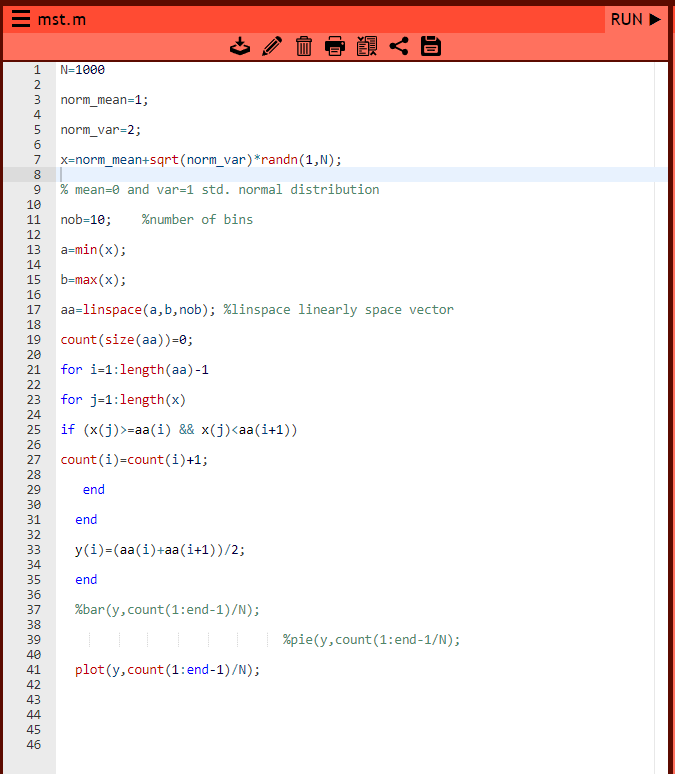 mst.m
RUN
1 N=1000
2
3 norm_mean=1;
4
5 norm_var=2;
6
7 x=norm_mean+sqrt(norm_var)*randn(1,N);
8
9 % mean=0 and var=1 std. normal distribution
10
11 nob=10;    %number of bins
12
13 a=min(x);
14
15 b=max(x);
16
17 aa=linspace(a,b,nob); %linspace linearly space vector
18
19 count(size(aa))=0;
20
21 for i=1:length(aa)-1
22
23 for j=1:length(x)
24
25 if (x(j)>=aa(i) && x(j)<aa(i+1))
26
27 count(i)=count(i)+1;
28
29    end
30
31   end
32
33   y(i)=(aa(i)+aa(i+1))/2;
34
35   end
36
37   %bar(y,count(1:end-1)/N);
38
39                               %pie(y,count(1:end-1/N);
40
41   plot(y,count(1:end-1)/N);
42
43
44
45
46